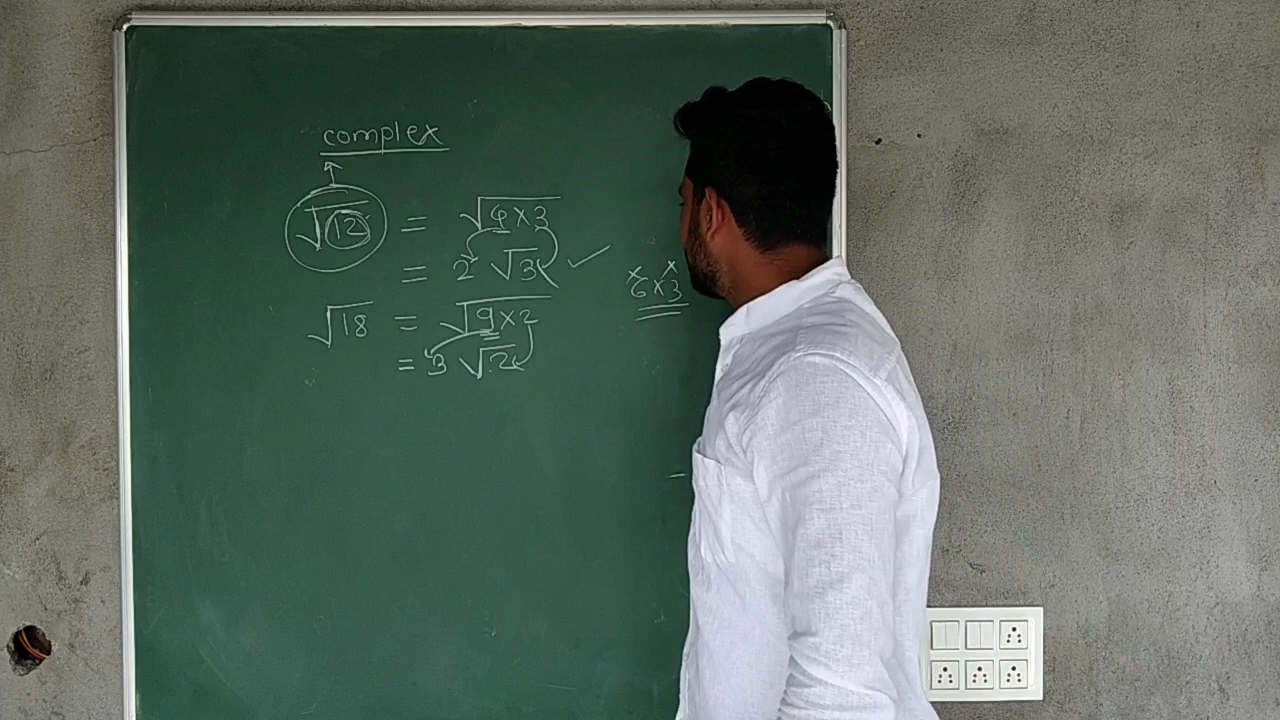 complex
√12 = √4×3
= 2 √3 ✓
6×3
√18 = √9×2
= 3 √2